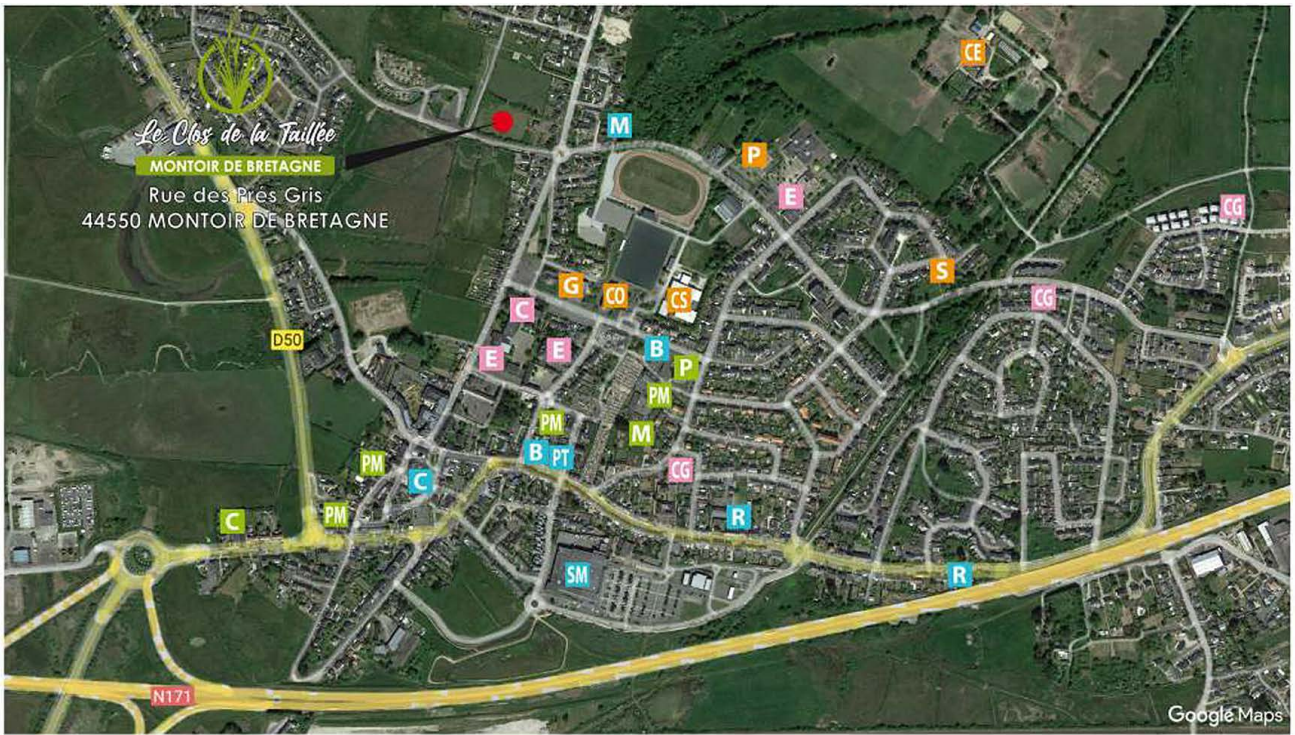 CE
Le Clos de la Taillée
MONTOIR DE BRETAGNE
Rue des Prés Gris
44550 MONTOIR DE BRETAGNE
M
P
E
CG
S
G
CO
CS
CG
C
D50
E
E
B
P
PM
PM
M
B
PT
PM
CG
C
C
PM
R
SM
R
N171
Google Maps